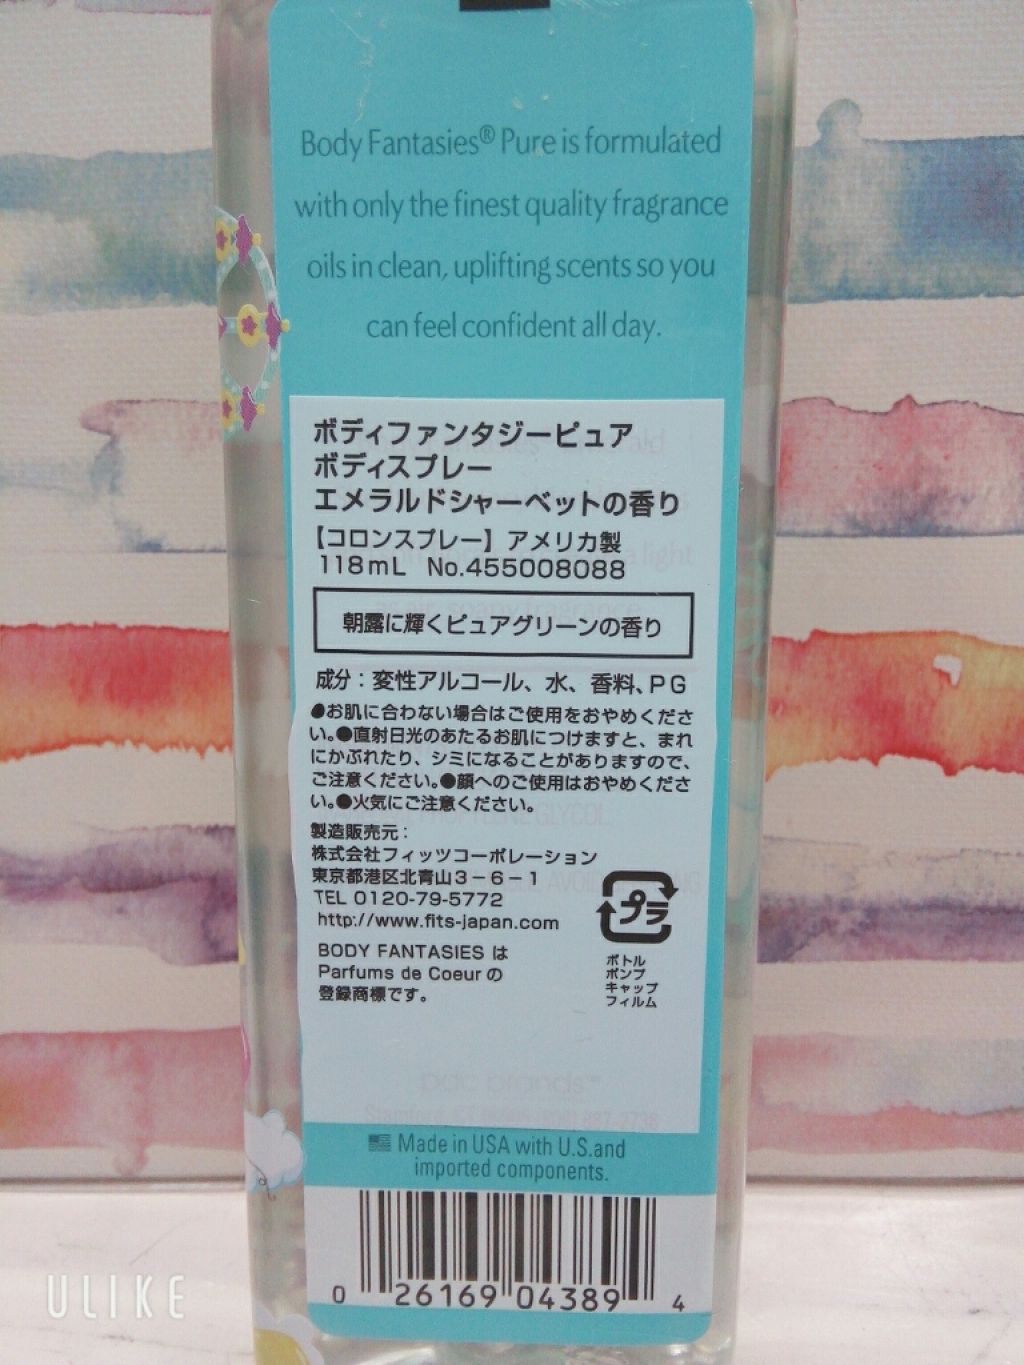 Body Fantasies® Pure is formulated
with only the finest quality fragrance
oils in clean, uplifting scents so you
can feel confident all day.
ボディファンタジーピュア
ボディスプレー
エメラルドシャーベットの香り
【コロンスプレー】アメリカ製
118mL No.455008088
朝露に輝くピュアグリーンの香り
成分：変性アルコール、水、香料、PG
●お肌に合わない場合はご使用をおやめくださ
い。●直射日光のあたるお肌につけますと、まれ
にかぶれたり、シミになることがありますので、
ご注意ください。●顔へのご使用はおやめくださ
い。●火気にご注意ください。
製造販売元：
株式会社フィッツコーポレーション
東京都港区北青山3－6－1
TEL 0120-79-5772
http://www.fits-japan.com
BODY FANTASIES は
Parfums de Coeur の
登録商標です。
プラ
ボトル
ポンプ
キャップ
フィルム
Made in USA with U.S.and
imported components.
0 26169 04389 4
ULIKE